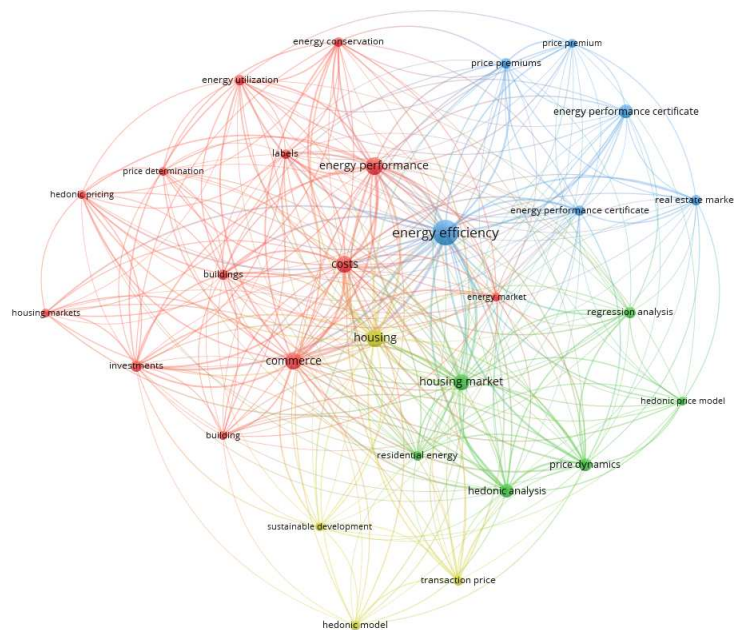 energy conservation
price premium
price premiums
energy utilization
energy performance certificate
labels
energy performance
price determination
hedonic pricing
real estate marke
energy performance certificate
energy efficiency
costs
buildings
energy market
housing markets
regression analysis
housing
commerce
investments
housing market
hedonic price model
building
residential energy
price dynamics
hedonic analysis
sustainable development
transaction price
hedonic model